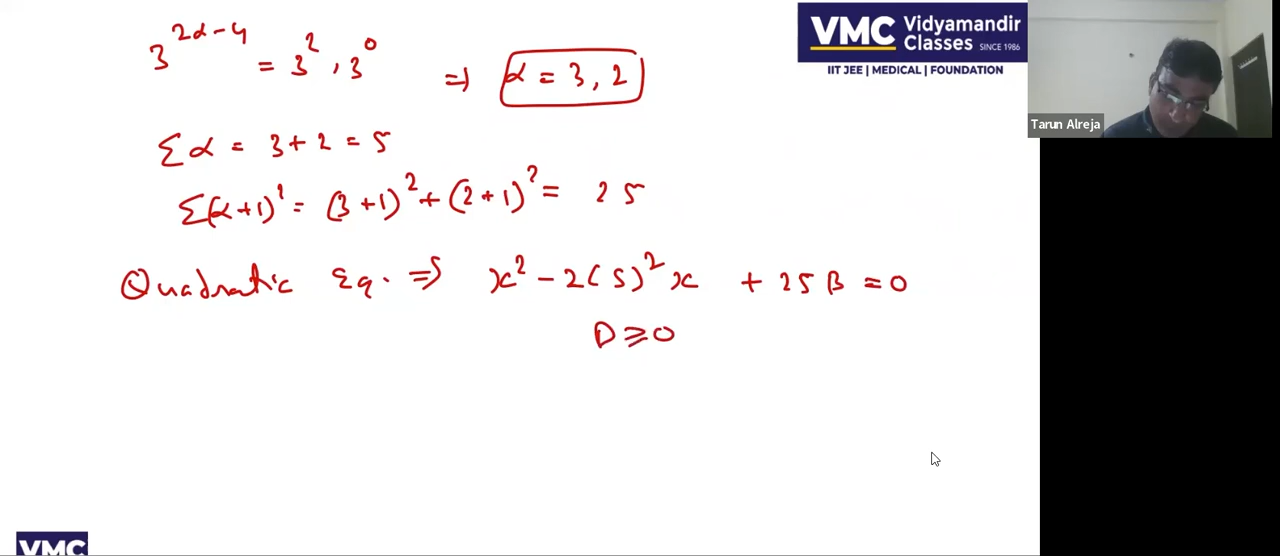 3^{2α-4} = 3^2, 3^0 ⇒ α = 3, 2
Σα = 3+2 = 5
Σ(α+1)^2 = (3+1)^2 + (2+1)^2 = 25
Quadratic Eq. ⇒ x^2 - 2(5)^2 x + 25β = 0
D ≥ 0
VMC Vidyamandir Classes SINCE 1986
IIT JEE | MEDICAL | FOUNDATION
Tarun Alreja
VMC